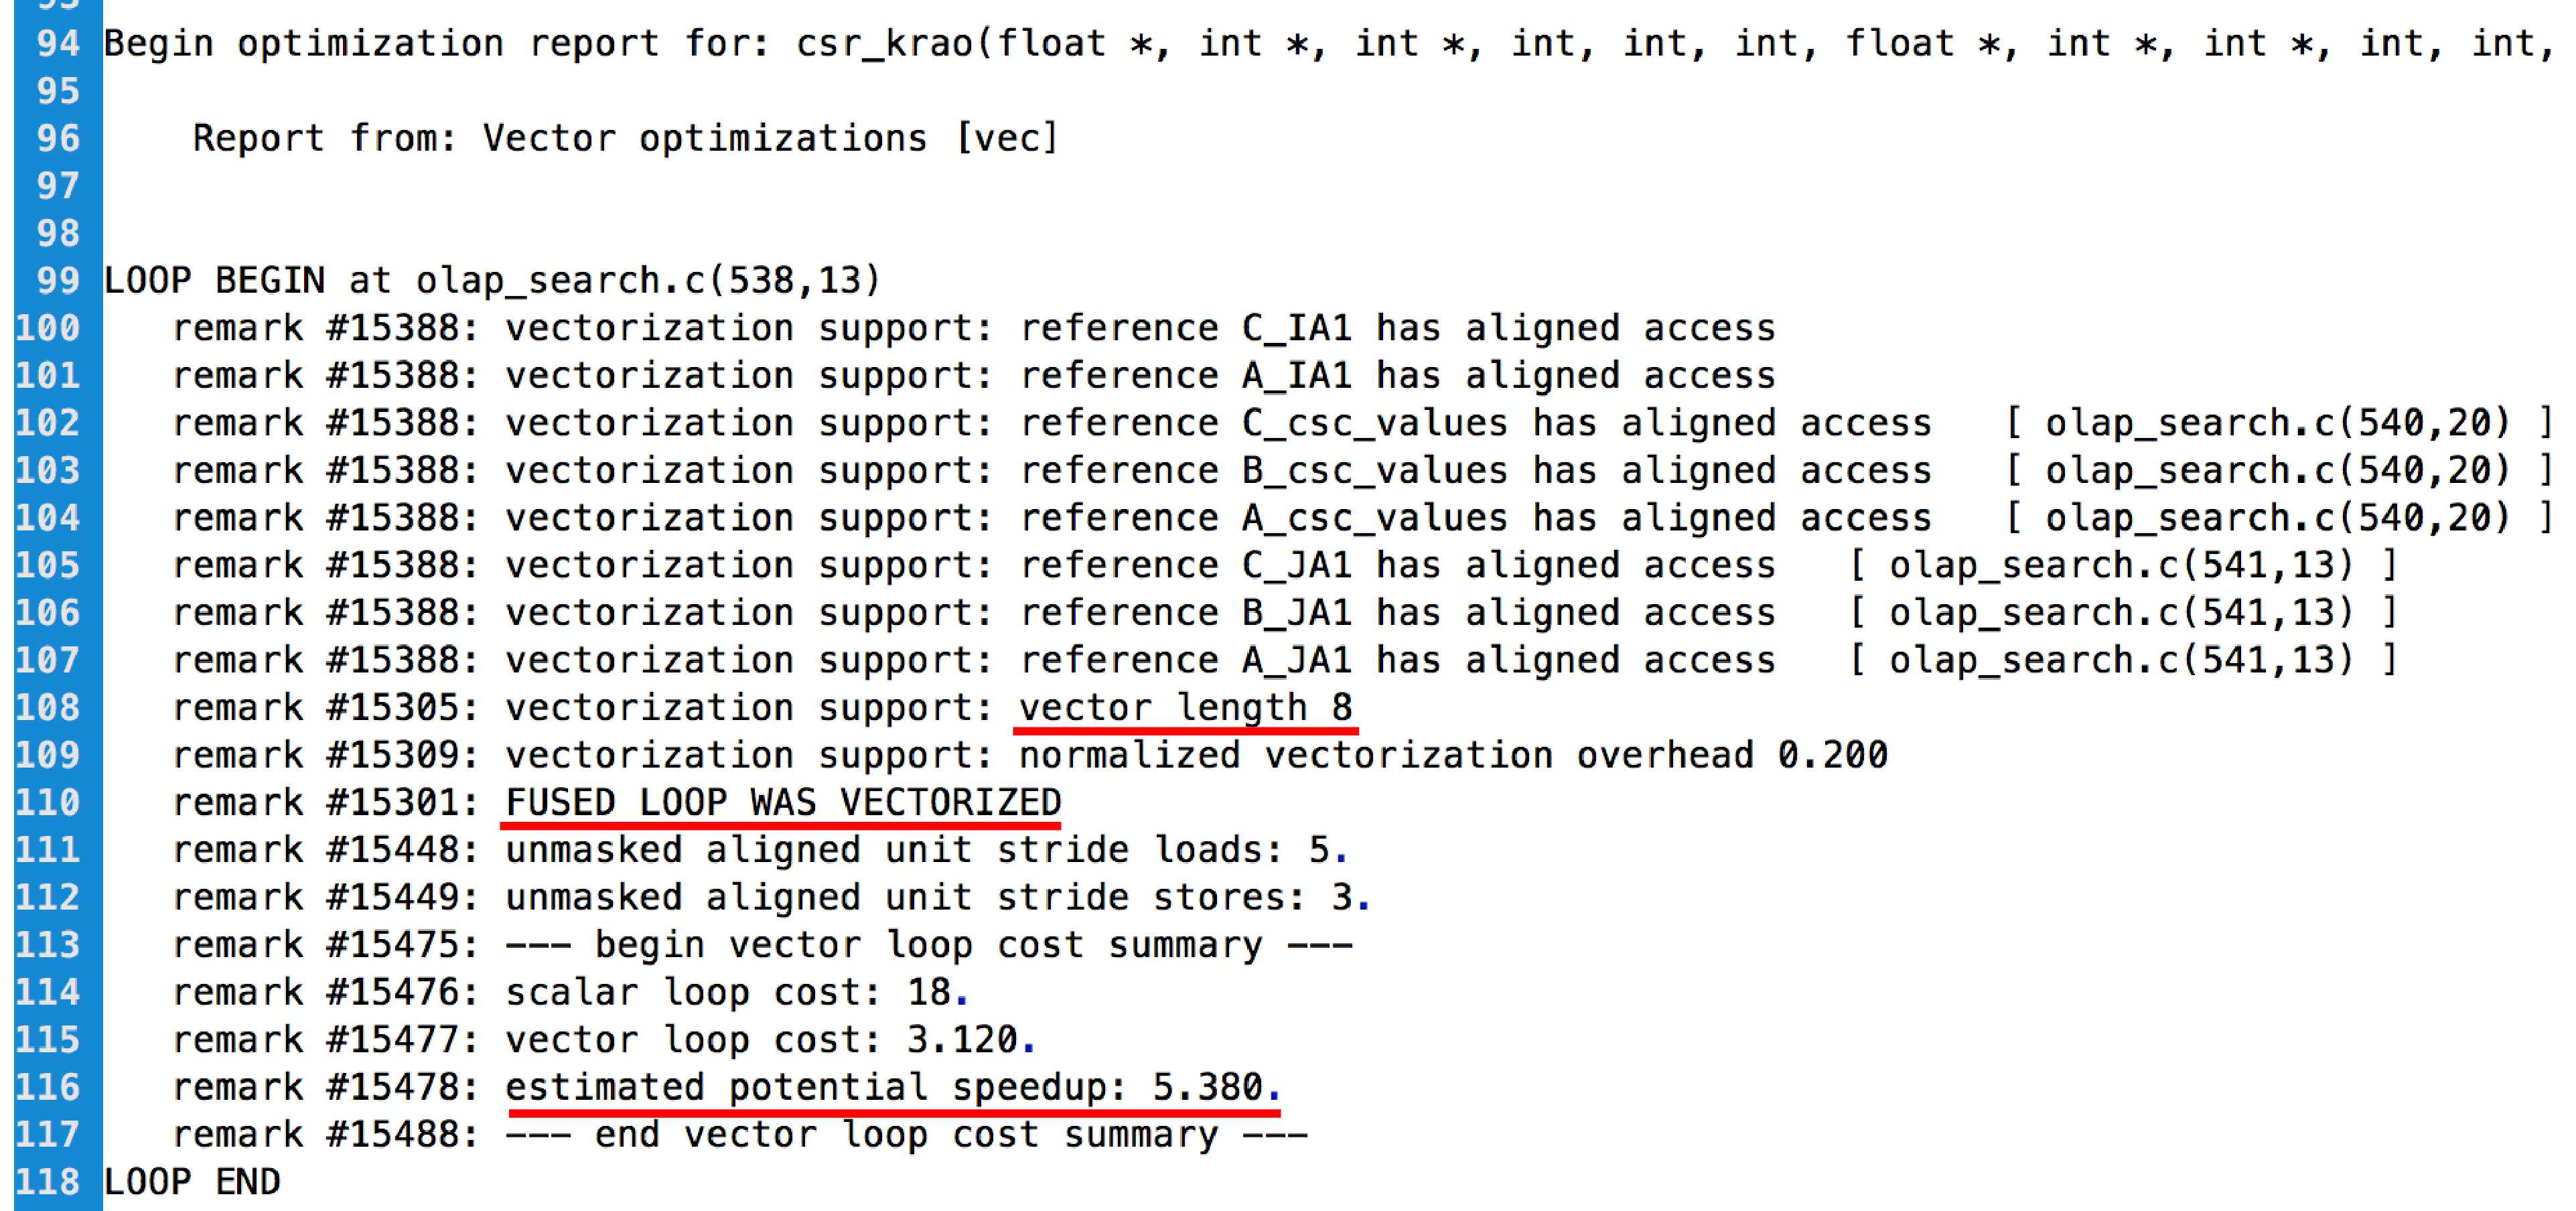 93
94 Begin optimization report for: csr_krao(float *, int *, int *, int, int, int, float *, int *, int *, int, int,
95
96     Report from: Vector optimizations [vec]
97
98
99 LOOP BEGIN at olap_search.c(538,13)
100    remark #15388: vectorization support: reference C_IA1 has aligned access
101    remark #15388: vectorization support: reference A_IA1 has aligned access
102    remark #15388: vectorization support: reference C_csc_values has aligned access   [ olap_search.c(540,20) ]
103    remark #15388: vectorization support: reference B_csc_values has aligned access   [ olap_search.c(540,20) ]
104    remark #15388: vectorization support: reference A_csc_values has aligned access   [ olap_search.c(540,20) ]
105    remark #15388: vectorization support: reference C_JA1 has aligned access   [ olap_search.c(541,13) ]
106    remark #15388: vectorization support: reference B_JA1 has aligned access   [ olap_search.c(541,13) ]
107    remark #15388: vectorization support: reference A_JA1 has aligned access   [ olap_search.c(541,13) ]
108    remark #15305: vectorization support: vector length 8
109    remark #15309: vectorization support: normalized vectorization overhead 0.200
110    remark #15301: FUSED LOOP WAS VECTORIZED
111    remark #15448: unmasked aligned unit stride loads: 5.
112    remark #15449: unmasked aligned unit stride stores: 3.
113    remark #15475: --- begin vector loop cost summary ---
114    remark #15476: scalar loop cost: 18.
115    remark #15477: vector loop cost: 3.120.
116    remark #15478: estimated potential speedup: 5.380.
117    remark #15488: --- end vector loop cost summary ---
118 LOOP END